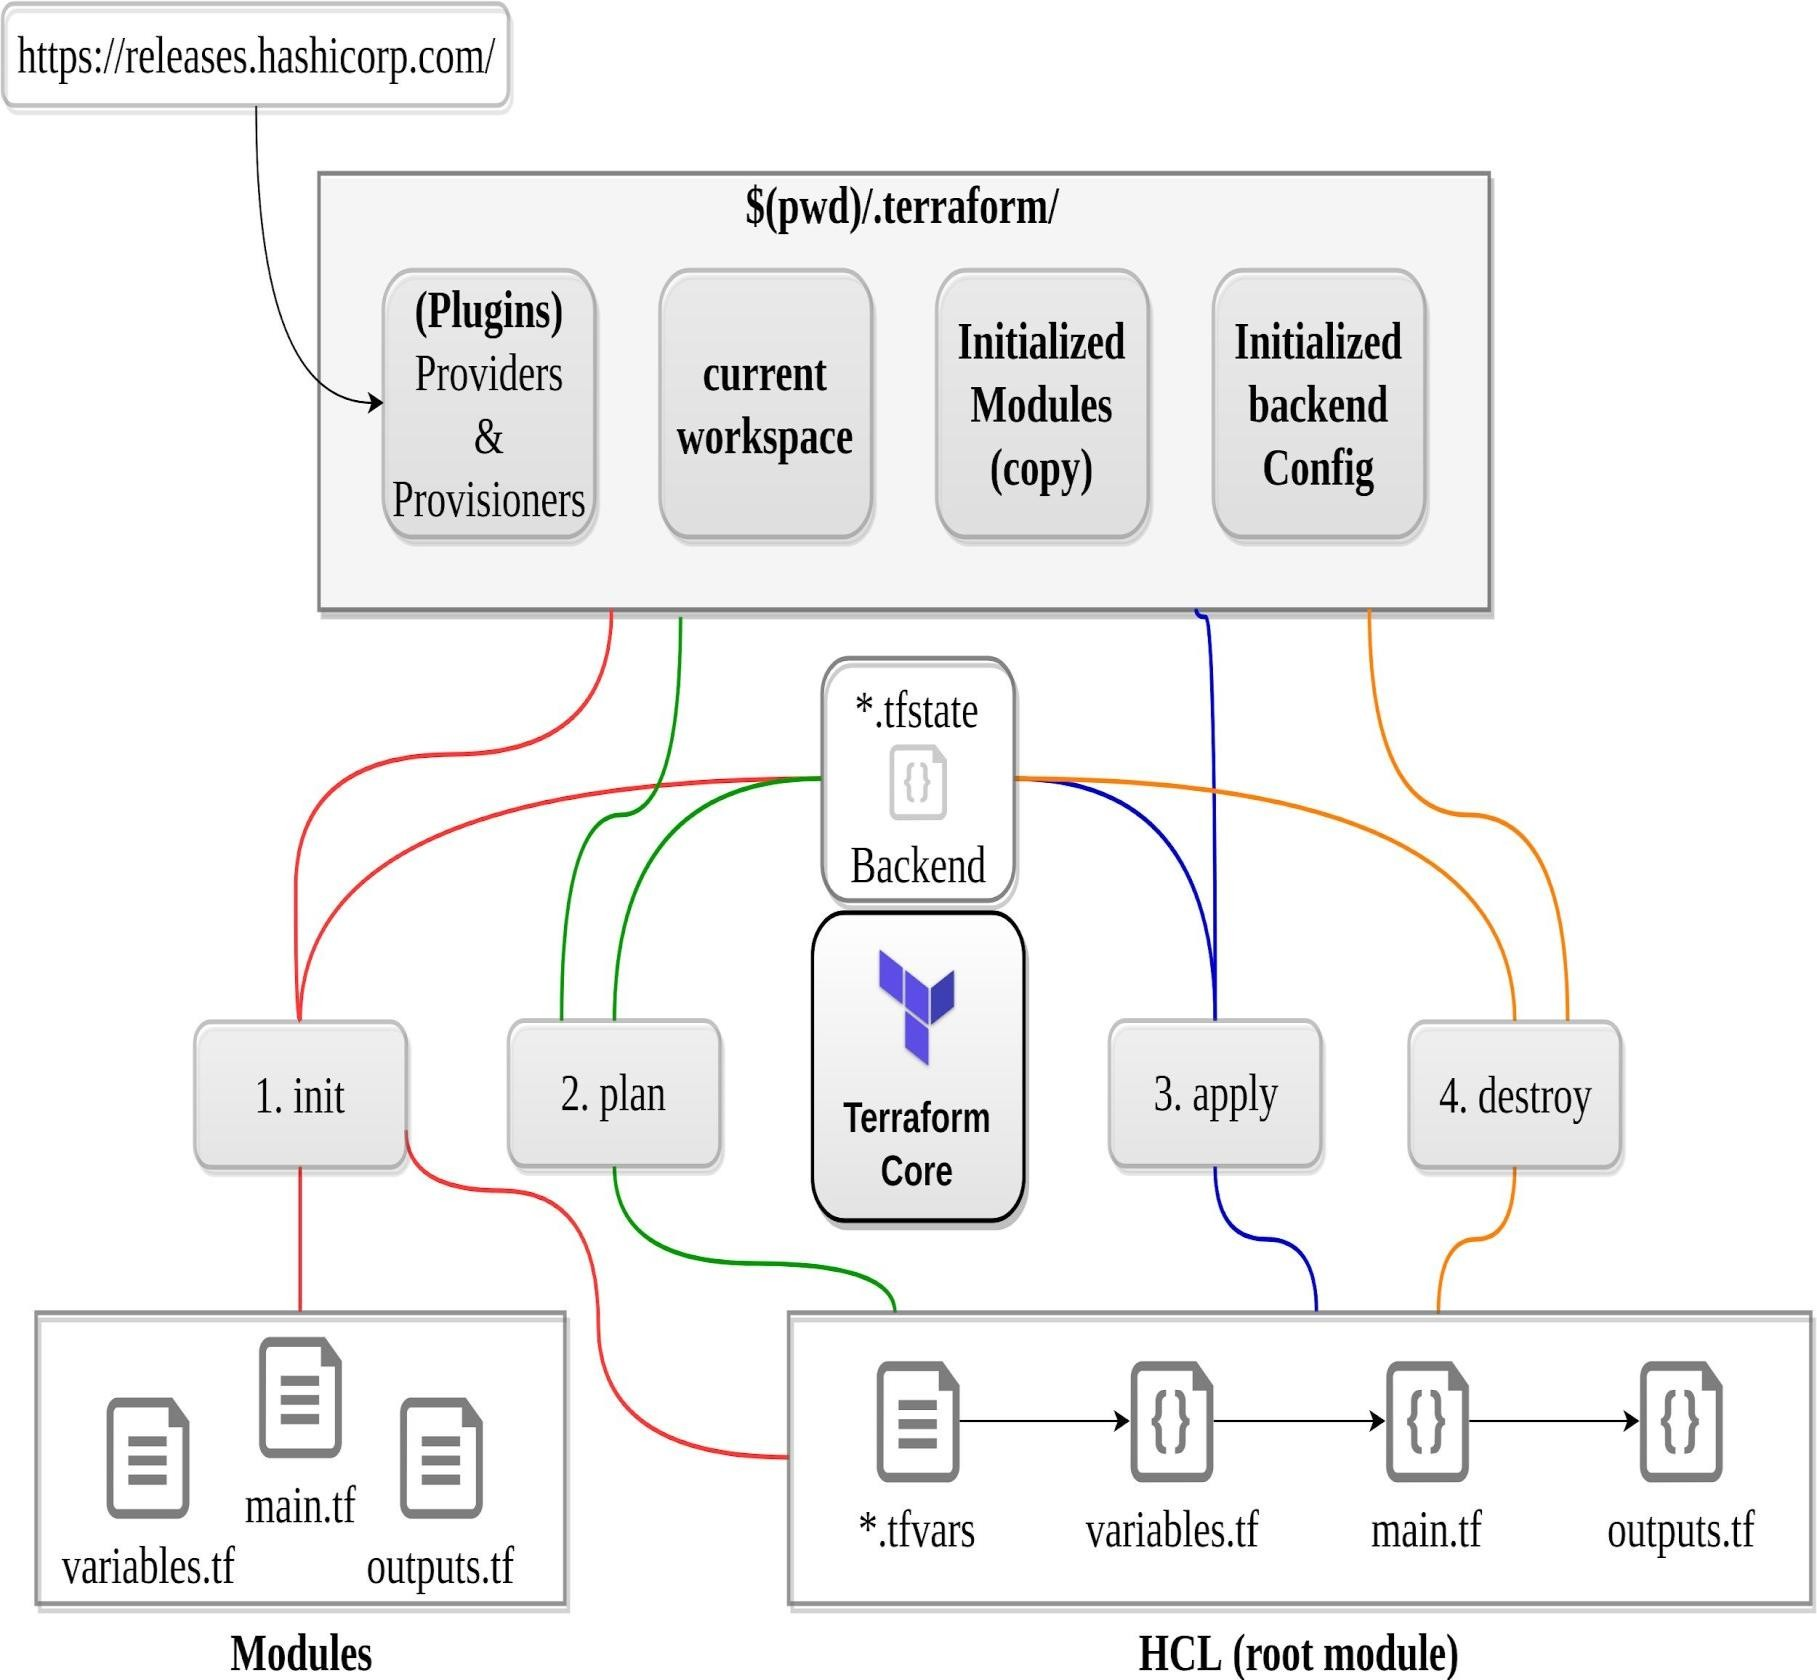 https://releases.hashicorp.com/
$(pwd)/.terraform/
(Plugins)
Providers
&
Provisioners
current
workspace
Initialized
Modules
(copy)
Initialized
backend
Config
*.tfstate
{}
Backend
1. init
2. plan
Terraform
Core
3. apply
4. destroy
main.tf
variables.tf
outputs.tf
Modules
{}
{}
{}
*.tfvars
variables.tf
main.tf
outputs.tf
HCL (root module)